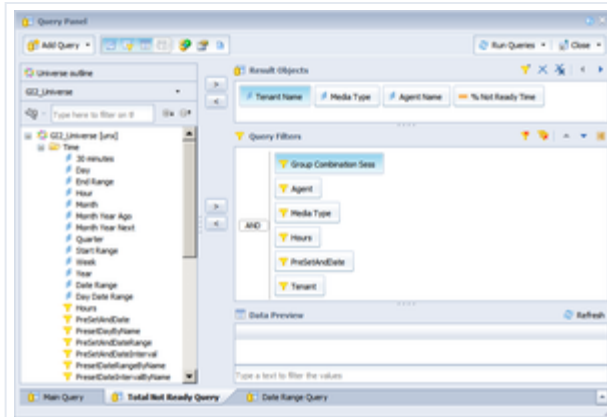 Query Panel
Add Query
Run Queries
Close
Universe outline
GI2_Universe
Type here to filter on t
GI2_Universe [unx]
Time
30 minutes
Day
End Range
Hour
Month
Month Year Ago
Month Year Next
Quarter
Start Range
Week
Year
Date Range
Day Date Range
Hours
PreSetAndDate
PresetDayByName
PreSetAndDateRange
PreSetAndDateInterval
PresetDateRangeByName
PresetDateIntervalByName
>
<
Result Objects
Tenant Name
Media Type
Agent Name
% Not Ready Time
>
<
Query Filters
AND
Group Combination Sess
Agent
Media Type
Hours
PreSetAndDate
Tenant
Data Preview
Refresh
Type a text to filter the values
Main Query
Total Not Ready Query
Date Range Query